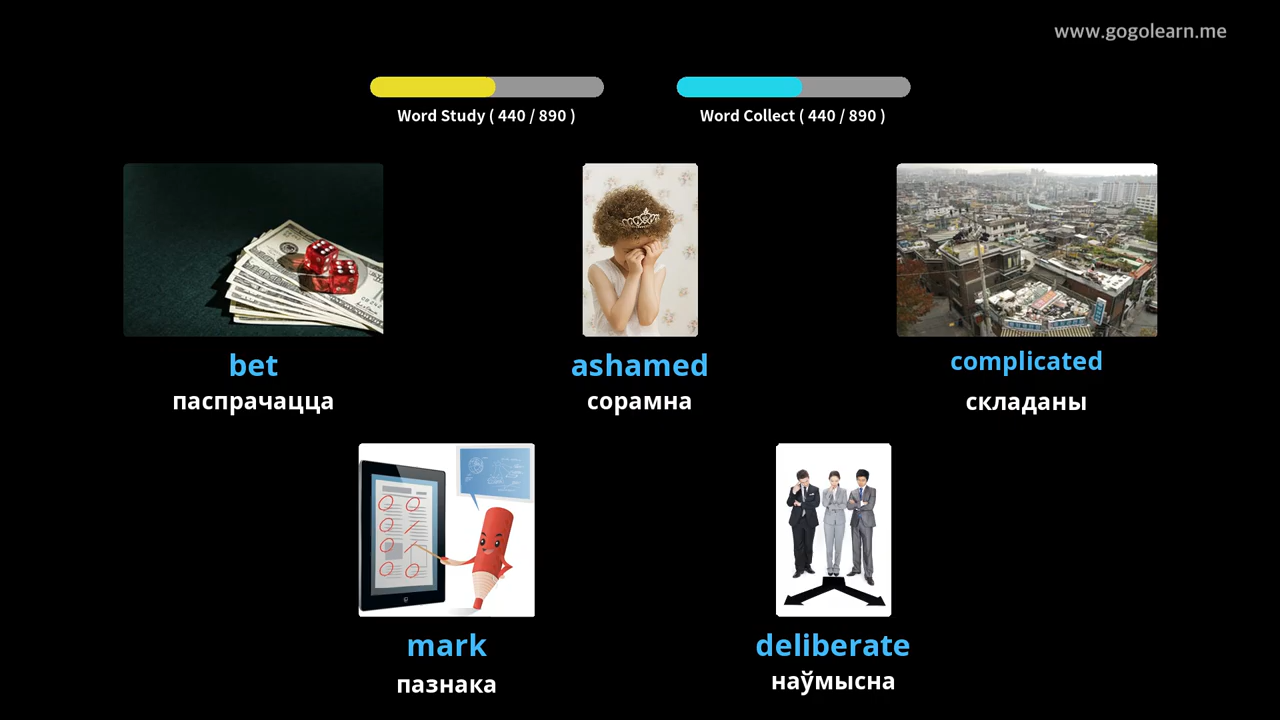 www.gogolearn.me
Word Study ( 440 / 890 )
Word Collect ( 440 / 890 )
bet
паспрачацца
ashamed
сорамна
complicated
складаны
mark
пазнака
deliberate
наўмысна